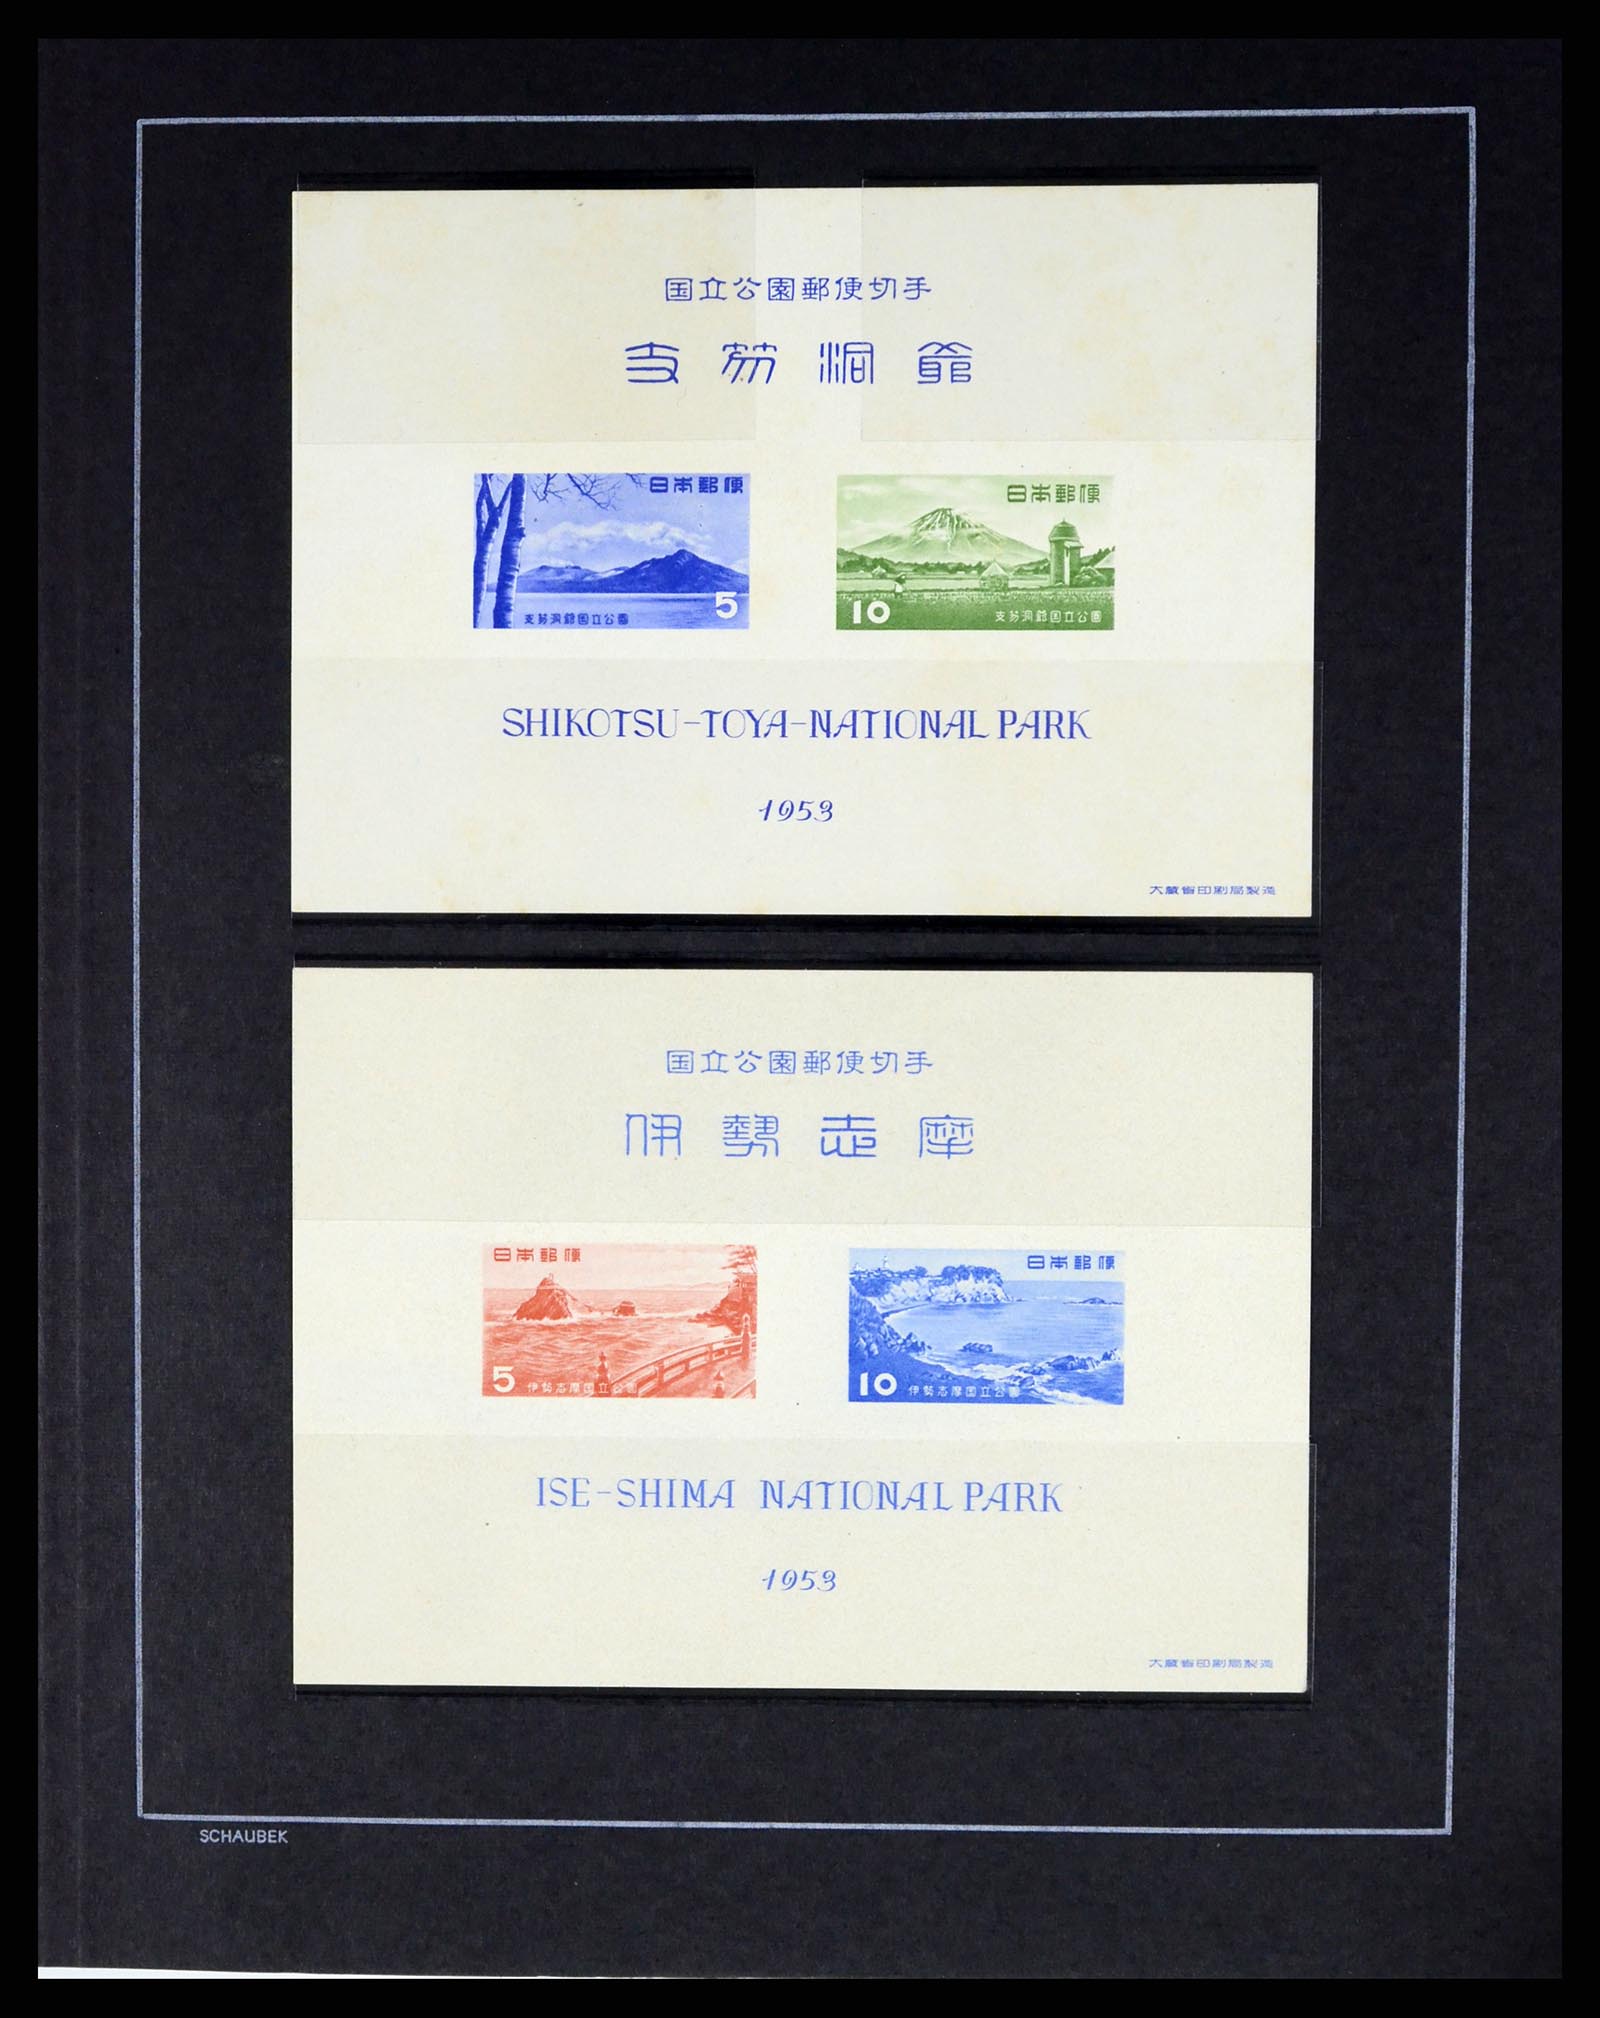 国立公園郵便切手
支笏洞爺
日本郵便
5
支笏洞爺国立公園
日本郵便
10
支笏洞爺国立公園
SHIKOTSU-TOYA-NATIONAL PARK
1953
大蔵省印刷局製造
国立公園郵便切手
伊勢志摩
日本郵便
5
伊勢志摩国立公園
日本郵便
10
伊勢志摩国立公園
ISE-SHIMA NATIONAL PARK
1953
大蔵省印刷局製造
SCHAUBEK